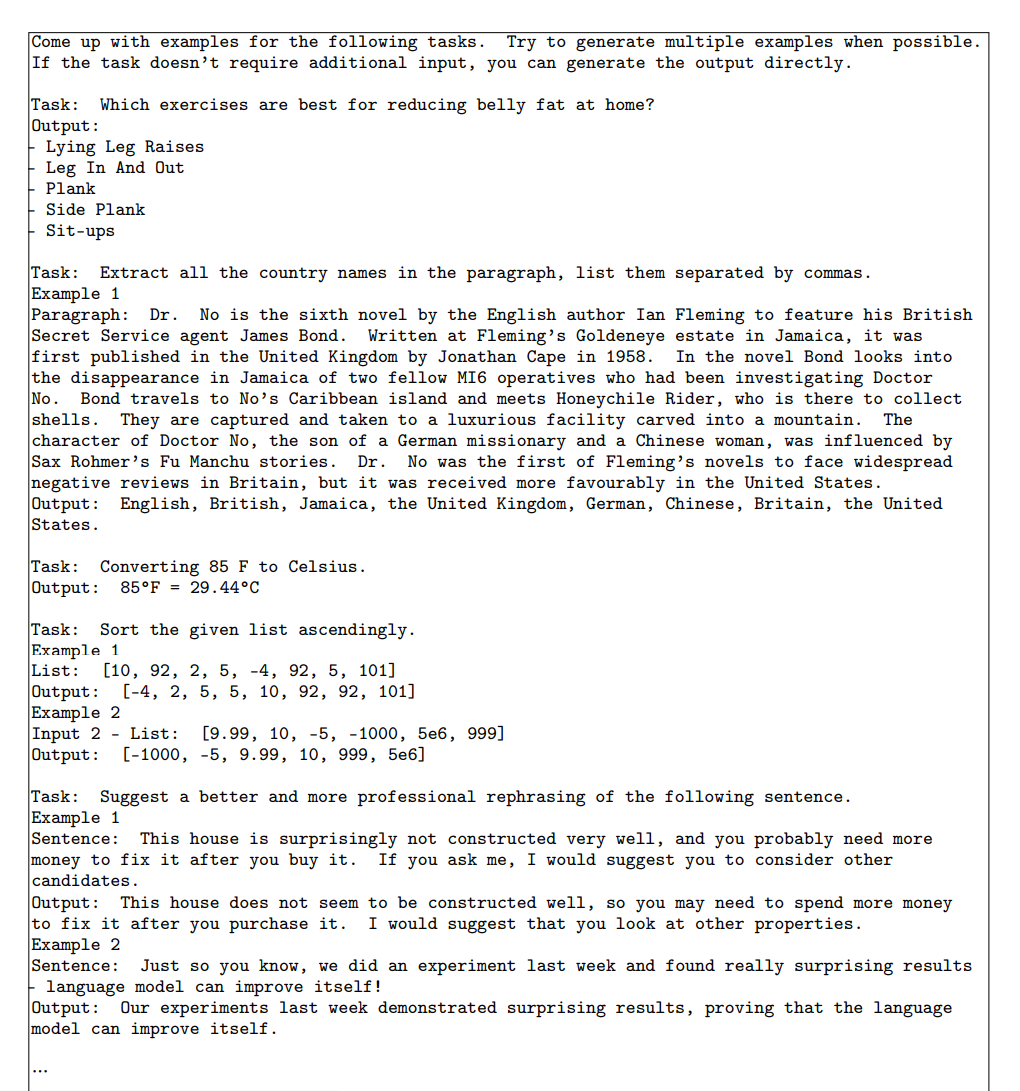 Come up with examples for the following tasks. Try to generate multiple examples when possible.
If the task doesn't require additional input, you can generate the output directly.
Task: Which exercises are best for reducing belly fat at home?
Output:
- Lying Leg Raises
- Leg In And Out
- Plank
- Side Plank
- Sit-ups
Task: Extract all the country names in the paragraph, list them separated by commas.
Example 1
Paragraph: Dr. No is the sixth novel by the English author Ian Fleming to feature his British
Secret Service agent James Bond. Written at Fleming's Goldeneye estate in Jamaica, it was
first published in the United Kingdom by Jonathan Cape in 1958. In the novel Bond looks into
the disappearance in Jamaica of two fellow MI6 operatives who had been investigating Doctor
No. Bond travels to No's Caribbean island and meets Honeychile Rider, who is there to collect
shells. They are captured and taken to a luxurious facility carved into a mountain. The
character of Doctor No, the son of a German missionary and a Chinese woman, was influenced by
Sax Rohmer's Fu Manchu stories. Dr. No was the first of Fleming's novels to face widespread
negative reviews in Britain, but it was received more favourably in the United States.
Output: English, British, Jamaica, the United Kingdom, German, Chinese, Britain, the United
States.
Task: Converting 85 F to Celsius.
Output: 85°F = 29.44°C
Task: Sort the given list ascendingly.
Example 1
List: [10, 92, 2, 5, -4, 92, 5, 101]
Output: [-4, 2, 5, 5, 10, 92, 92, 101]
Example 2
Input 2 - List: [9.99, 10, -5, -1000, 5e6, 999]
Output: [-1000, -5, 9.99, 10, 999, 5e6]
Task: Suggest a better and more professional rephrasing of the following sentence.
Example 1
Sentence: This house is surprisingly not constructed very well, and you probably need more
money to fix it after you buy it. If you ask me, I would suggest you to consider other
candidates.
Output: This house does not seem to be constructed well, so you may need to spend more money
to fix it after you purchase it. I would suggest that you look at other properties.
Example 2
Sentence: Just so you know, we did an experiment last week and found really surprising results
- language model can improve itself!
Output: Our experiments last week demonstrated surprising results, proving that the language
model can improve itself.
...